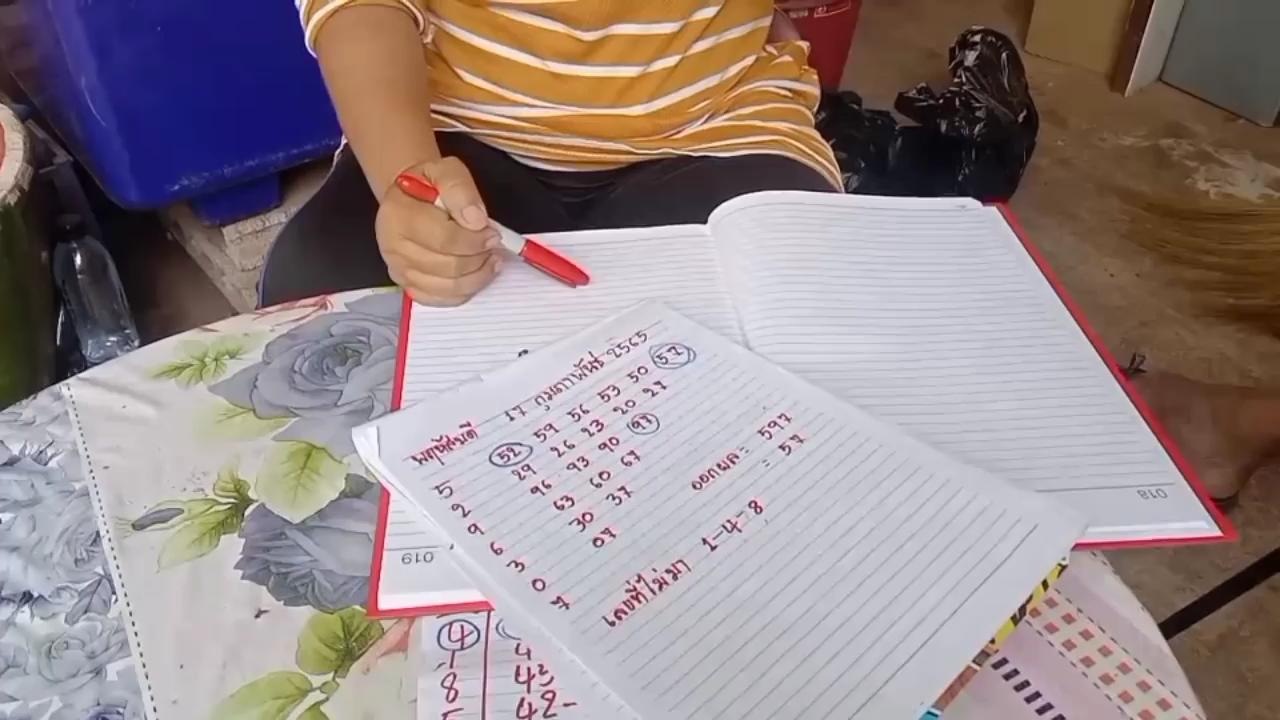 พฤหัสบดี 17 กุมภาพันธ์ 2565
5 52 59 56 53 50 57
2 29 26 23 20 27
9 96 93 90 97
6 63 60 67
3 30 37
0 07
7
ออกผล = 597
= 57
เลขที่ไม่มา 1-4-8
019
018
4
8 43
42-